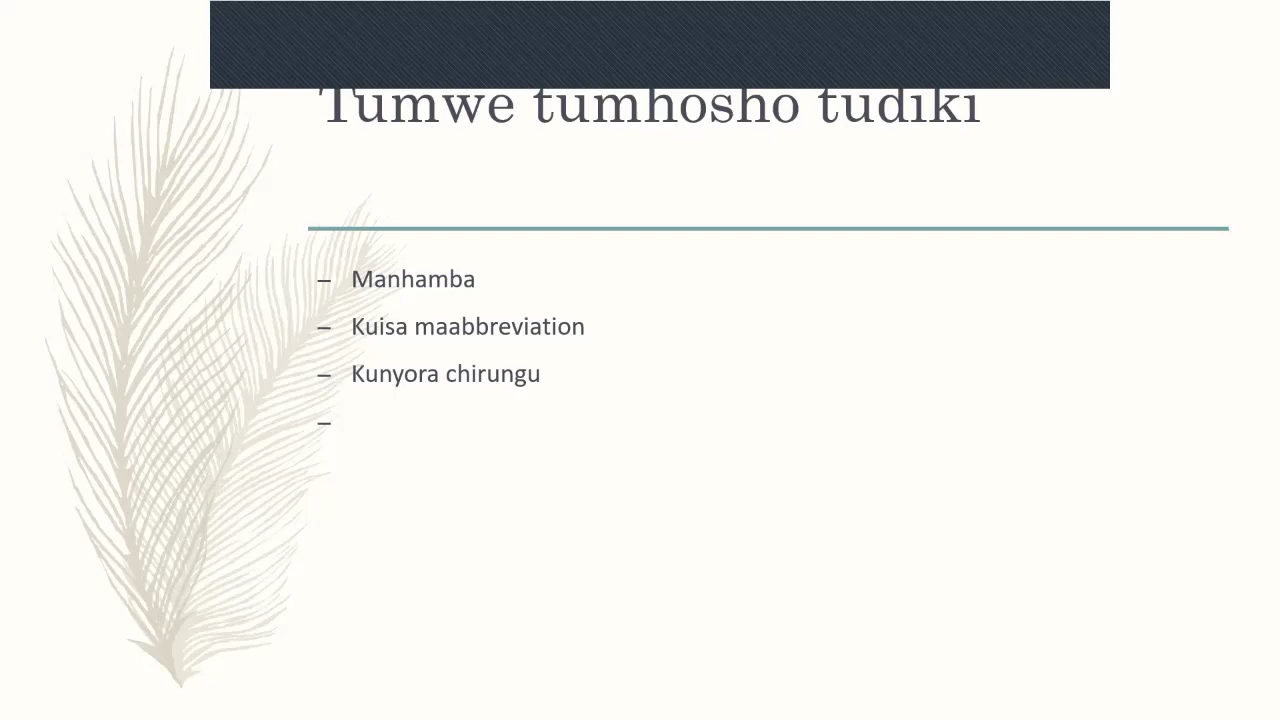 Tumwe tumhosho tudiki
– Manhamba
– Kuisa maabbreviation
– Kunyora chirungu
–